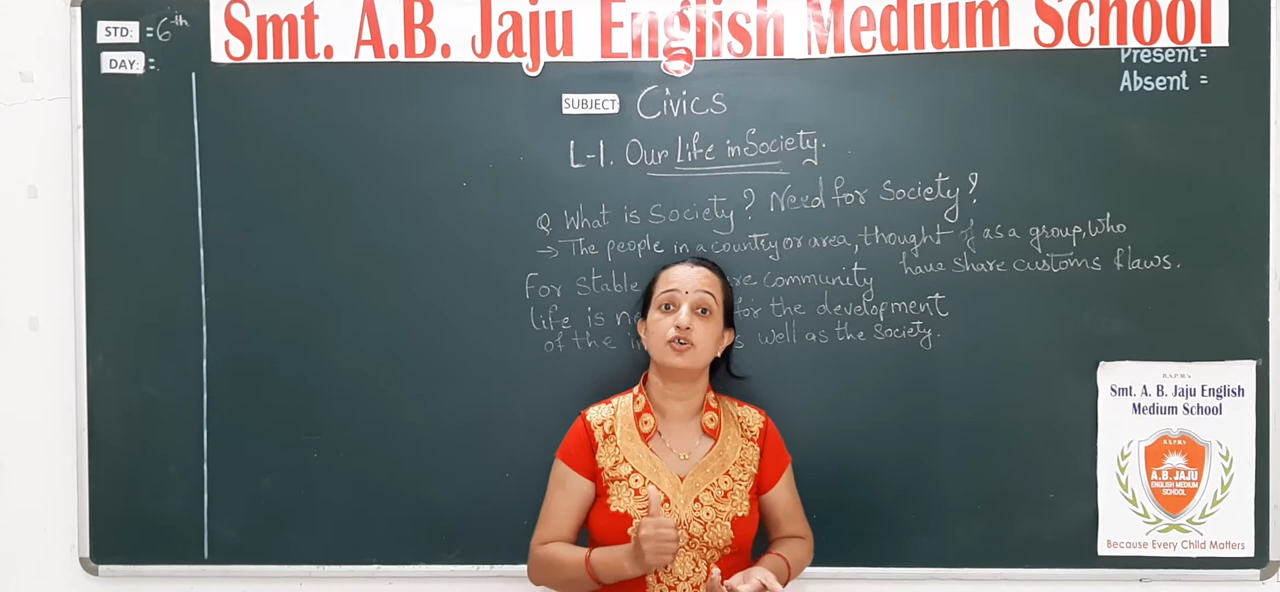 STD: = 6th
Smt. A.B. Jaju English Medium School
DAY: =
Present=
Absent =
SUBJECT: Civics
L-1. Our Life in Society.
Q. What is Society? Need for Society?
→ The people in a country or area, thought of as a group, who
have share customs & laws.
For stable re community
life is for the development
of the well as the Society.
B.S.P.M's
Smt. A. B. Jaju English
Medium School
B.S.P.M's
A.B. JAJU
ENGLISH MEDIUM
SCHOOL
Because Every Child Matters